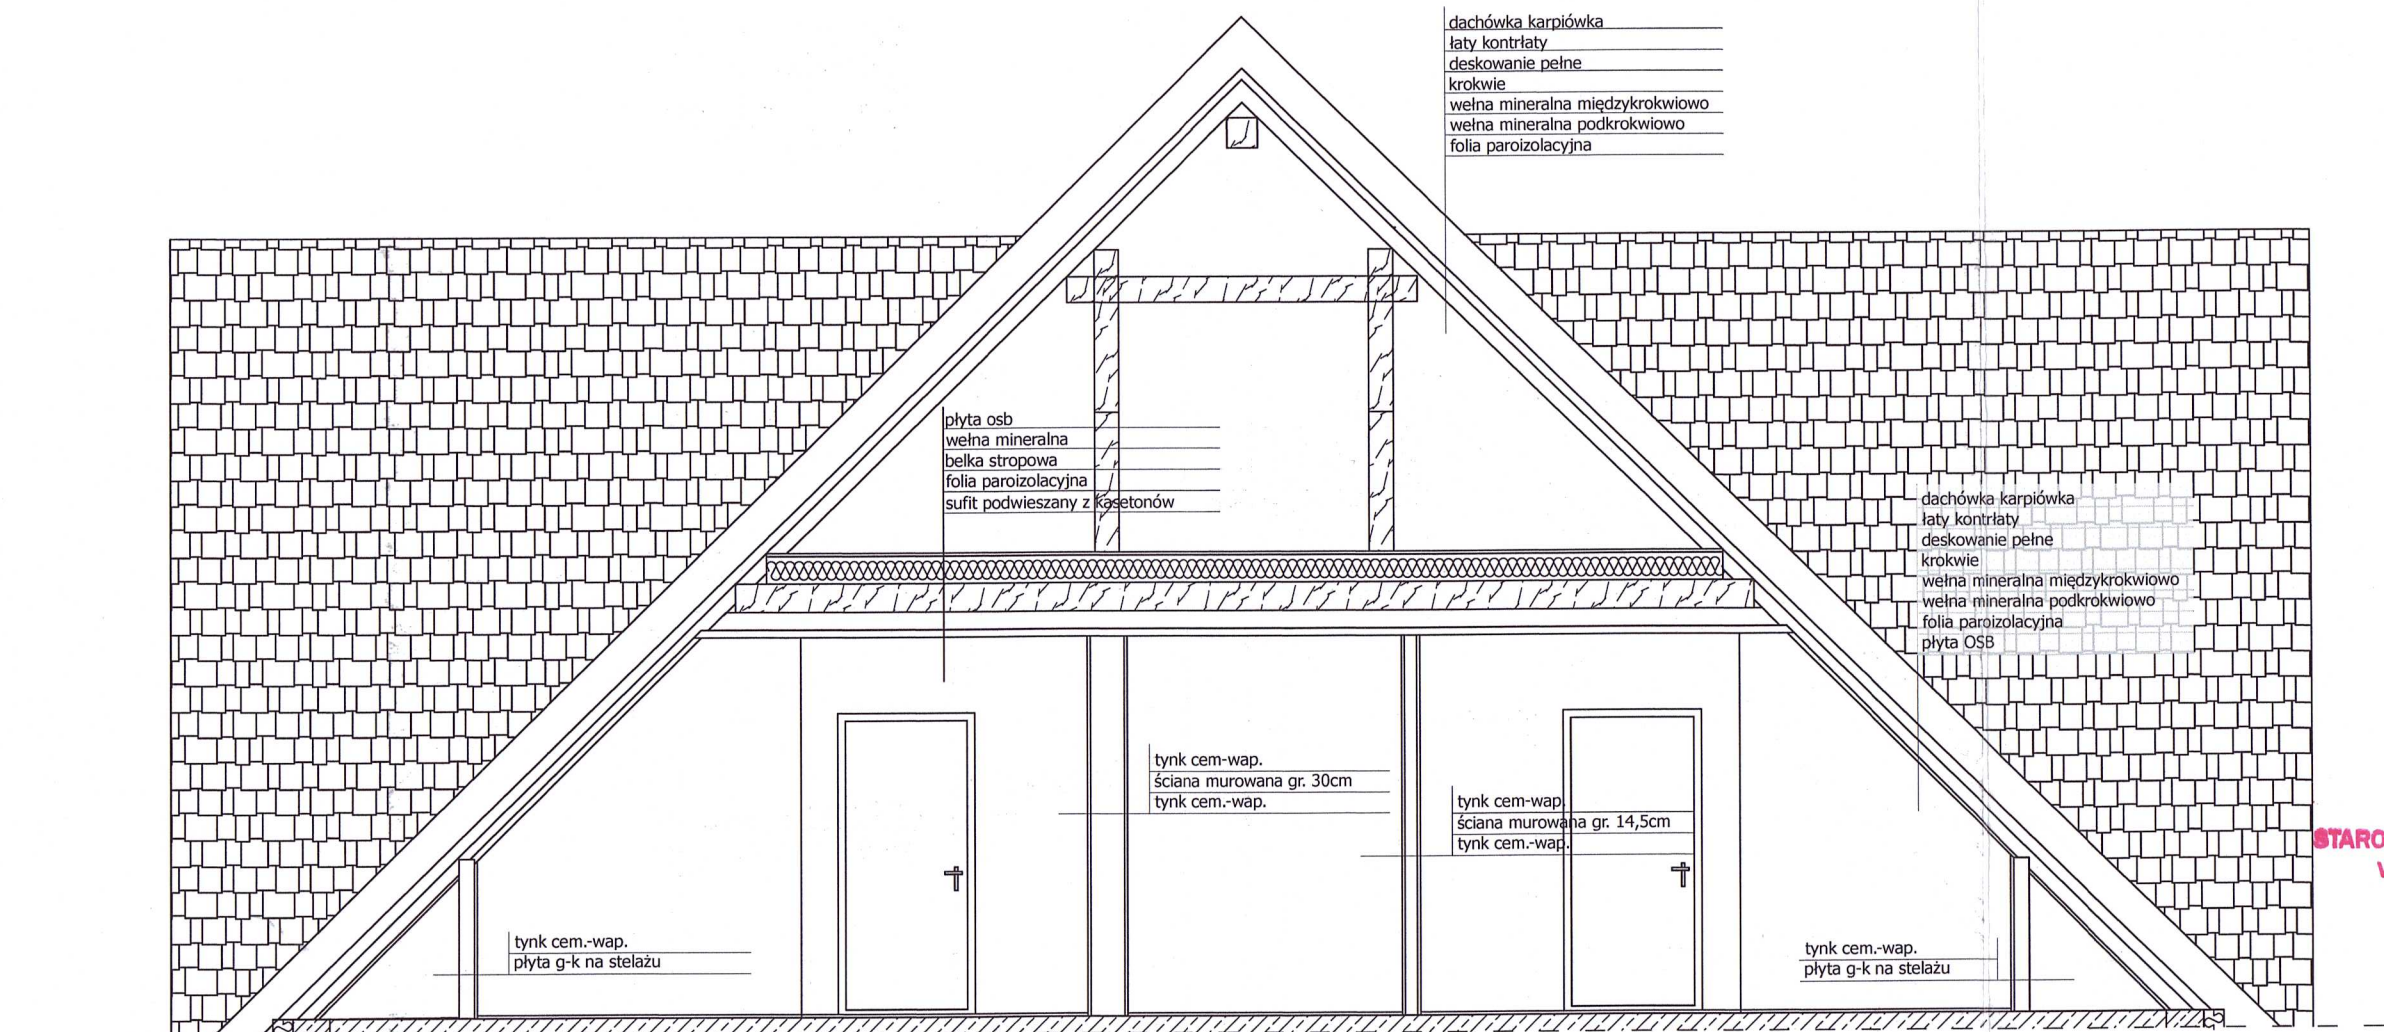 dachówka karpiówka
łaty kontrłaty
deskowanie pełne
krokwie
wełna mineralna międzykrokwiowo
wełna mineralna podkrokwiowo
folia paroizolacyjna
płyta osb
wełna mineralna
belka stropowa
folia paroizolacyjna
sufit podwieszany z kasetonów
dachówka karpiówka
łaty kontrłaty
deskowanie pełne
krokwie
wełna mineralna międzykrokwiowo
wełna mineralna podkrokwiowo
folia paroizolacyjna
płyta OSB
tynk cem-wap.
ściana murowana gr. 30cm
tynk cem.-wap.
tynk cem-wap.
ściana murowana gr. 14,5cm
tynk cem.-wap.
STARO
tynk cem.-wap.
płyta g-k na stelażu
tynk cem.-wap.
płyta g-k na stelażu